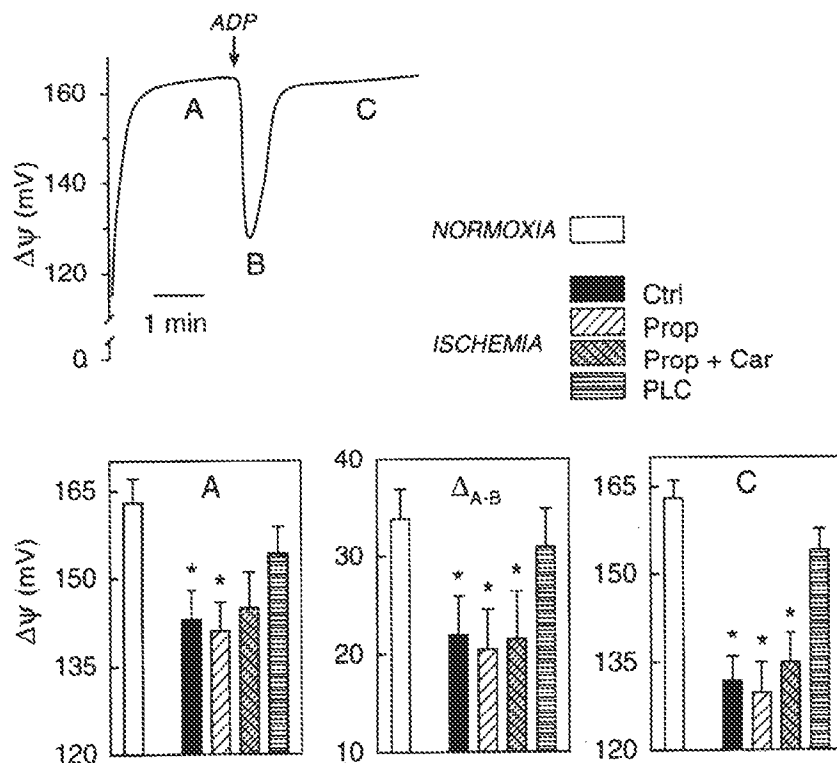 ADP
160
140
120
0
Δψ (mV)
A
B
C
1 min
NORMOXIA
ISCHEMIA
Ctrl
Prop
Prop + Car
PLC
Δψ (mV)
165
150
135
120
A
* *
40
30
20
10
Δ_A-B
* * *
165
150
135
120
C
* * *